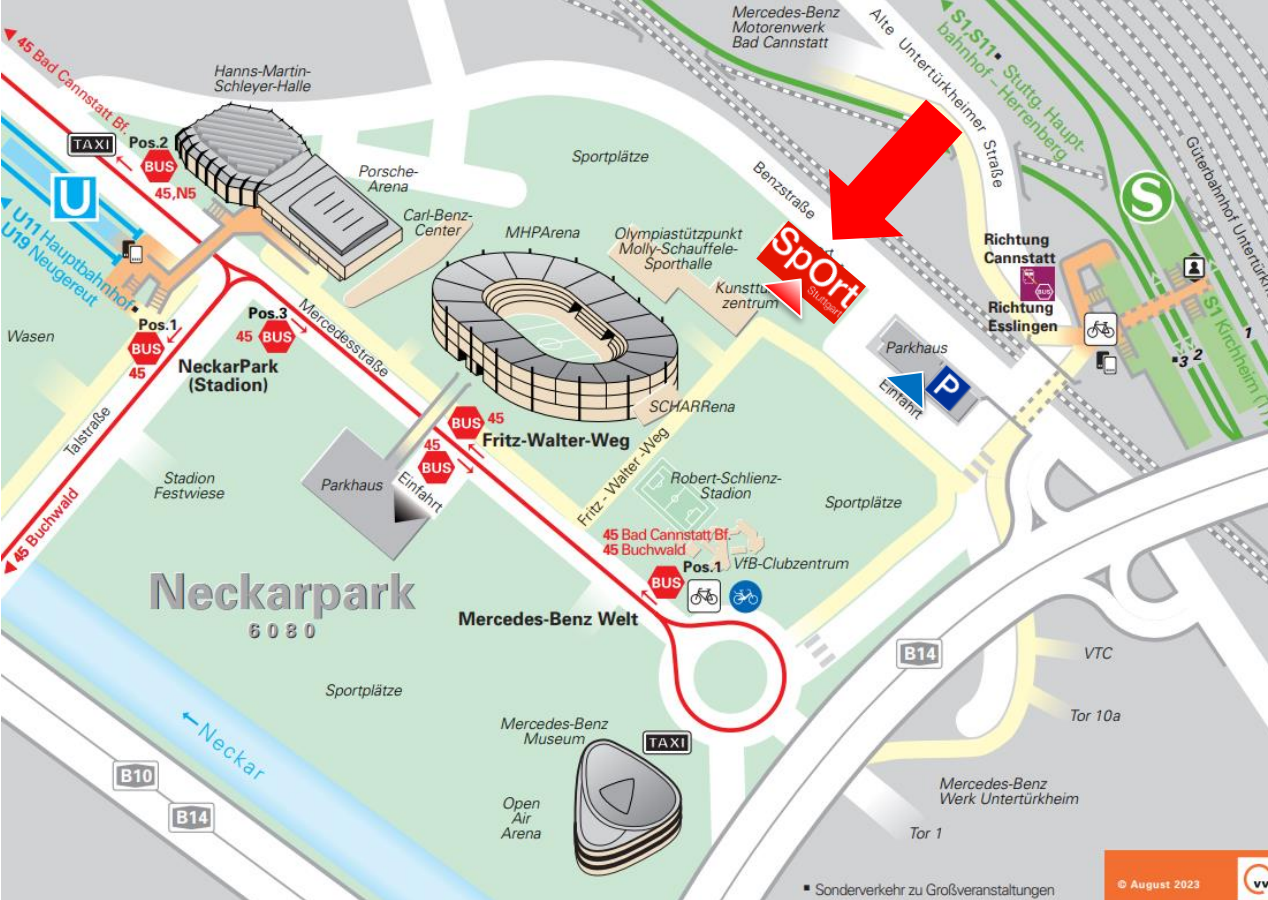 45 Bad Cannstatt Bf.
Hanns-Martin-
Schleyer-Halle
Mercedes-Benz
Motorenwerk
Bad Cannstatt
Alte Untertürkheimer Straße
S1,S11▪ Stuttg. Haupt-
bahnhof – Herrenberg
Güterbahnhof
TAXI
Pos.2
BUS
45,N5
U
U11 Hauptbahnhof▪
U19 Neugereut
Porsche-
Arena
Carl-Benz-
Center
Sportplätze
Benzstraße
MHPArena
Olympiastützpunkt
Molly-Schauffele-
Sporthalle
zentrum
SpOrt
Stuttgart
S
Richtung
Cannstatt
BUS
Richtung
Esslingen
S1 Kirchheim
1
2
▪3
Wasen
Pos.1
BUS
45
Pos.3
45 BUS
NeckarPark
(Stadion)
Mercedesstraße
Talstraße
45 Buchwald
Parkhaus
Einfahrt
P
SCHARRena
BUS 45
Fritz-Walter-Weg
45
BUS
Fritz - Walter -Weg
Stadion
Festwiese
Parkhaus
Einfahrt
Robert-Schlienz-
Stadion
Sportplätze
45 Bad Cannstatt Bf.
45 Buchwald
Pos.1
BUS
VfB-Clubzentrum
Neckarpark
6080
Mercedes-Benz Welt
B14
VTC
Tor 10a
Sportplätze
Neckar
Mercedes-Benz
Museum
TAXI
Open
Air
Arena
B10
B14
Mercedes-Benz
Werk Untertürkheim
Tor 1
▪ Sonderverkehr zu Großveranstaltungen
© August 2023